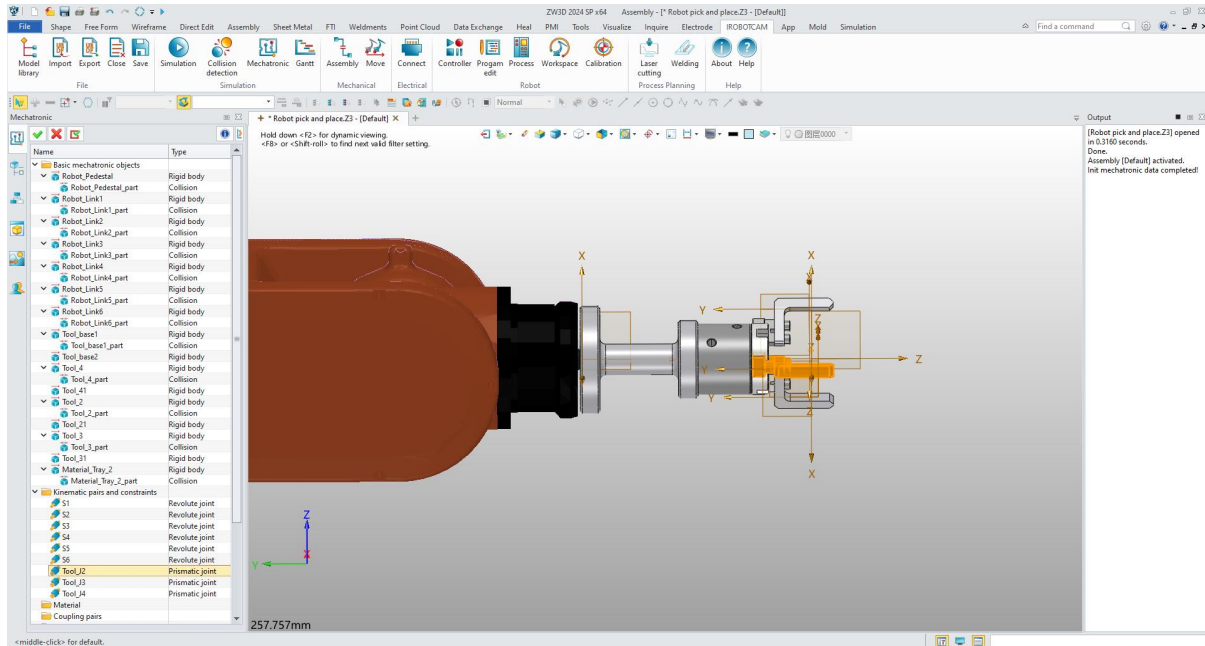 ZW3D 2024 SP x64 Assembly - [* Robot pick and place.Z3 - [Default]]
File Shape Free Form Wireframe Direct Edit Assembly Sheet Metal FTI Weldments Point Cloud Data Exchange Heal PMI Tools Visualize Inquire Electrode IROBOTCAM App Mold Simulation Find a command
Model library Import Export Close Save Simulation Collision detection Mechatronic Gantt Assembly Move Connect Controller Progam edit Process Workspace Calibration Laser cutting Welding About Help
File Simulation Mechanical Electrical Robot Process Planning Help
Normal
Mechatronic
* Robot pick and place.Z3 - [Default]
Output
Hold down <F2> for dynamic viewing.
<F8> or <Shift-roll> to find next valid filter setting.
图层0000
[Robot pick and place.Z3] opened
in 0.3160 seconds.
Done.
Assembly [Default] activated.
Init mechatronic data completed!
Name Type
Basic mechatronic objects
Robot_Pedestal Rigid body
Robot_Pedestal_part Collision
Robot_Link1 Rigid body
Robot_Link1_part Collision
Robot_Link2 Rigid body
Robot_Link2_part Collision
Robot_Link3 Rigid body
Robot_Link3_part Collision
Robot_Link4 Rigid body
Robot_Link4_part Collision
Robot_Link5 Rigid body
Robot_Link5_part Collision
Robot_Link6 Rigid body
Robot_Link6_part Collision
Tool_base1 Rigid body
Tool_base1_part Collision
Tool_base2 Rigid body
Tool_4 Rigid body
Tool_4_part Collision
Tool_41 Rigid body
Tool_2 Rigid body
Tool_2_part Collision
Tool_21 Rigid body
Tool_3 Rigid body
Tool_3_part Collision
Tool_31 Rigid body
Material_Tray_2 Rigid body
Material_Tray_2_part Collision
Kinematic pairs and constraints
S1 Revolute joint
S2 Revolute joint
S3 Revolute joint
S4 Revolute joint
S5 Revolute joint
S6 Revolute joint
Tool_J2 Prismatic joint
Tool_J3 Prismatic joint
Tool_J4 Prismatic joint
Material
Coupling pairs
X
X
Y
Z
Z
Y
Y
Z
X
Z
X
Y
257.757mm
<middle-click> for default.